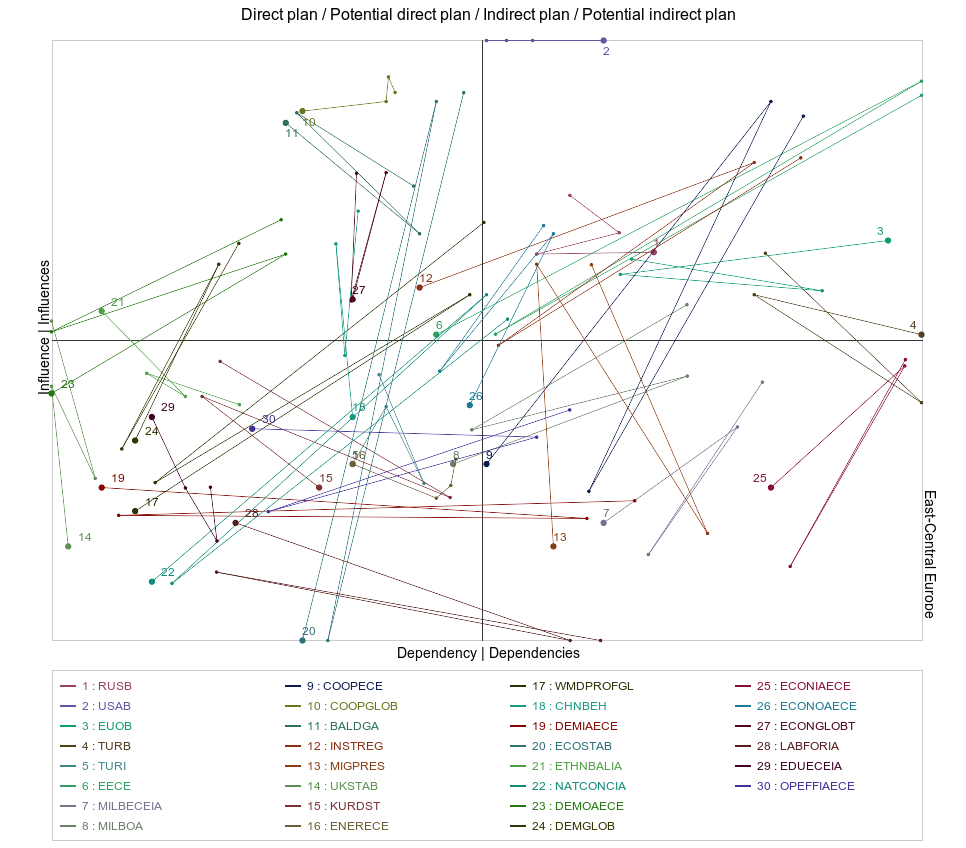 Direct plan / Potential direct plan / Indirect plan / Potential indirect plan
2
10
11
3
1
27
12
21
6
4
23
26
18
29
30
24
16
8
9
19
15
25
17
28
7
14
13
22
20
Influence | Influences
East-Central Europe
Dependency | Dependencies
1 : RUSB
9 : COOPECE
17 : WMDPROFGL
25 : ECONIAECE
2 : USAB
10 : COOPGLOB
18 : CHNBEH
26 : ECONOAECE
3 : EUOB
11 : BALDGA
19 : DEMIAECE
27 : ECONGLOBT
4 : TURB
12 : INSTREG
20 : ECOSTAB
28 : LABFORIA
5 : TURI
13 : MIGPRES
21 : ETHNBALIA
29 : EDUECEIA
6 : EECE
14 : UKSTAB
22 : NATCONCIA
30 : OPEFFIAECE
7 : MILBECEIA
15 : KURDST
23 : DEMOAECE
8 : MILBOA
16 : ENERECE
24 : DEMGLOB